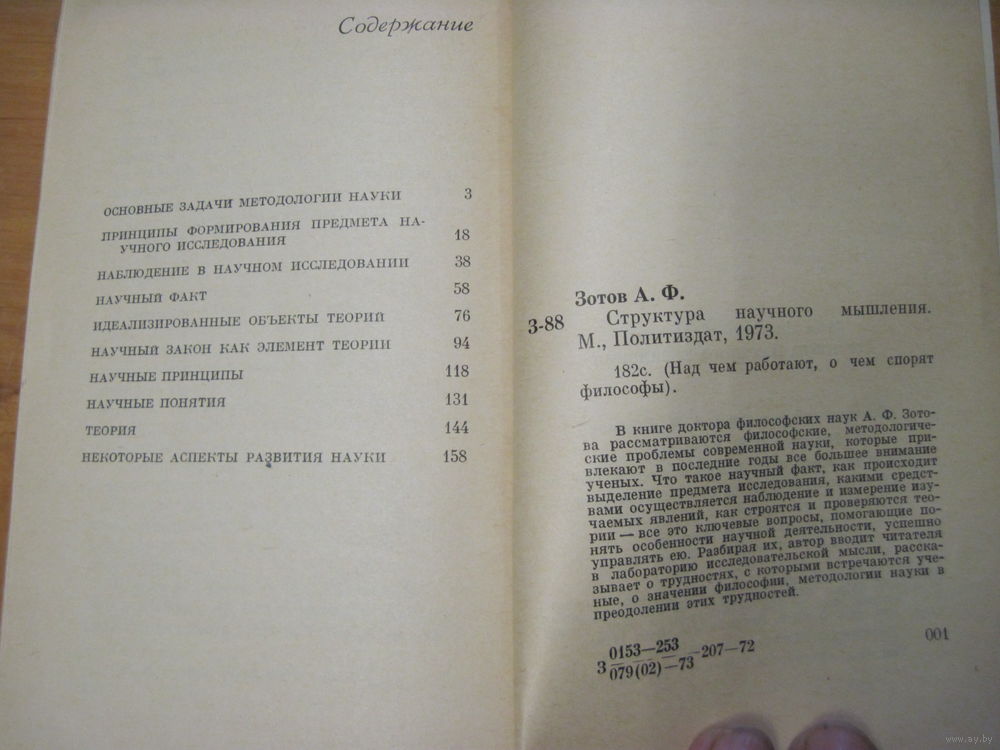 Содержание
ОСНОВНЫЕ ЗАДАЧИ МЕТОДОЛОГИИ НАУКИ 3
ПРИНЦИПЫ ФОРМИРОВАНИЯ ПРЕДМЕТА НА-
УЧНОГО ИССЛЕДОВАНИЯ 18
НАБЛЮДЕНИЕ В НАУЧНОМ ИССЛЕДОВАНИИ 38
НАУЧНЫЙ ФАКТ 58
ИДЕАЛИЗИРОВАННЫЕ ОБЪЕКТЫ ТЕОРИЙ 76
НАУЧНЫЙ ЗАКОН КАК ЭЛЕМЕНТ ТЕОРИИ 94
НАУЧНЫЕ ПРИНЦИПЫ 118
НАУЧНЫЕ ПОНЯТИЯ 131
ТЕОРИЯ 144
НЕКОТОРЫЕ АСПЕКТЫ РАЗВИТИЯ НАУКИ 158
Зотов А. Ф.
З-88 Структура научного мышления.
М., Политиздат, 1973.
182с. (Над чем работают, о чем спорят
философы).
В книге доктора философских наук А. Ф. Зото-
ва рассматриваются философские, методологиче-
ские проблемы современной науки, которые при-
влекают в последние годы все большее внимание
ученых. Что такое научный факт, как происходит
выделение предмета исследования, какими средст-
вами осуществляется наблюдение и измерение изу-
чаемых явлений, как строятся и проверяются тео-
рии — все это ключевые вопросы, помогающие по-
нять особенности научной деятельности, успешно
управлять ею. Разбирая их, автор вводит читателя
в лабораторию исследовательской мысли, расска-
зывает о трудностях, с которыми встречаются уче-
ные, о значении философии, методологии науки в
преодолении этих трудностей.
0153—253
З 079(02)—73 207—72
001
www.ay.by